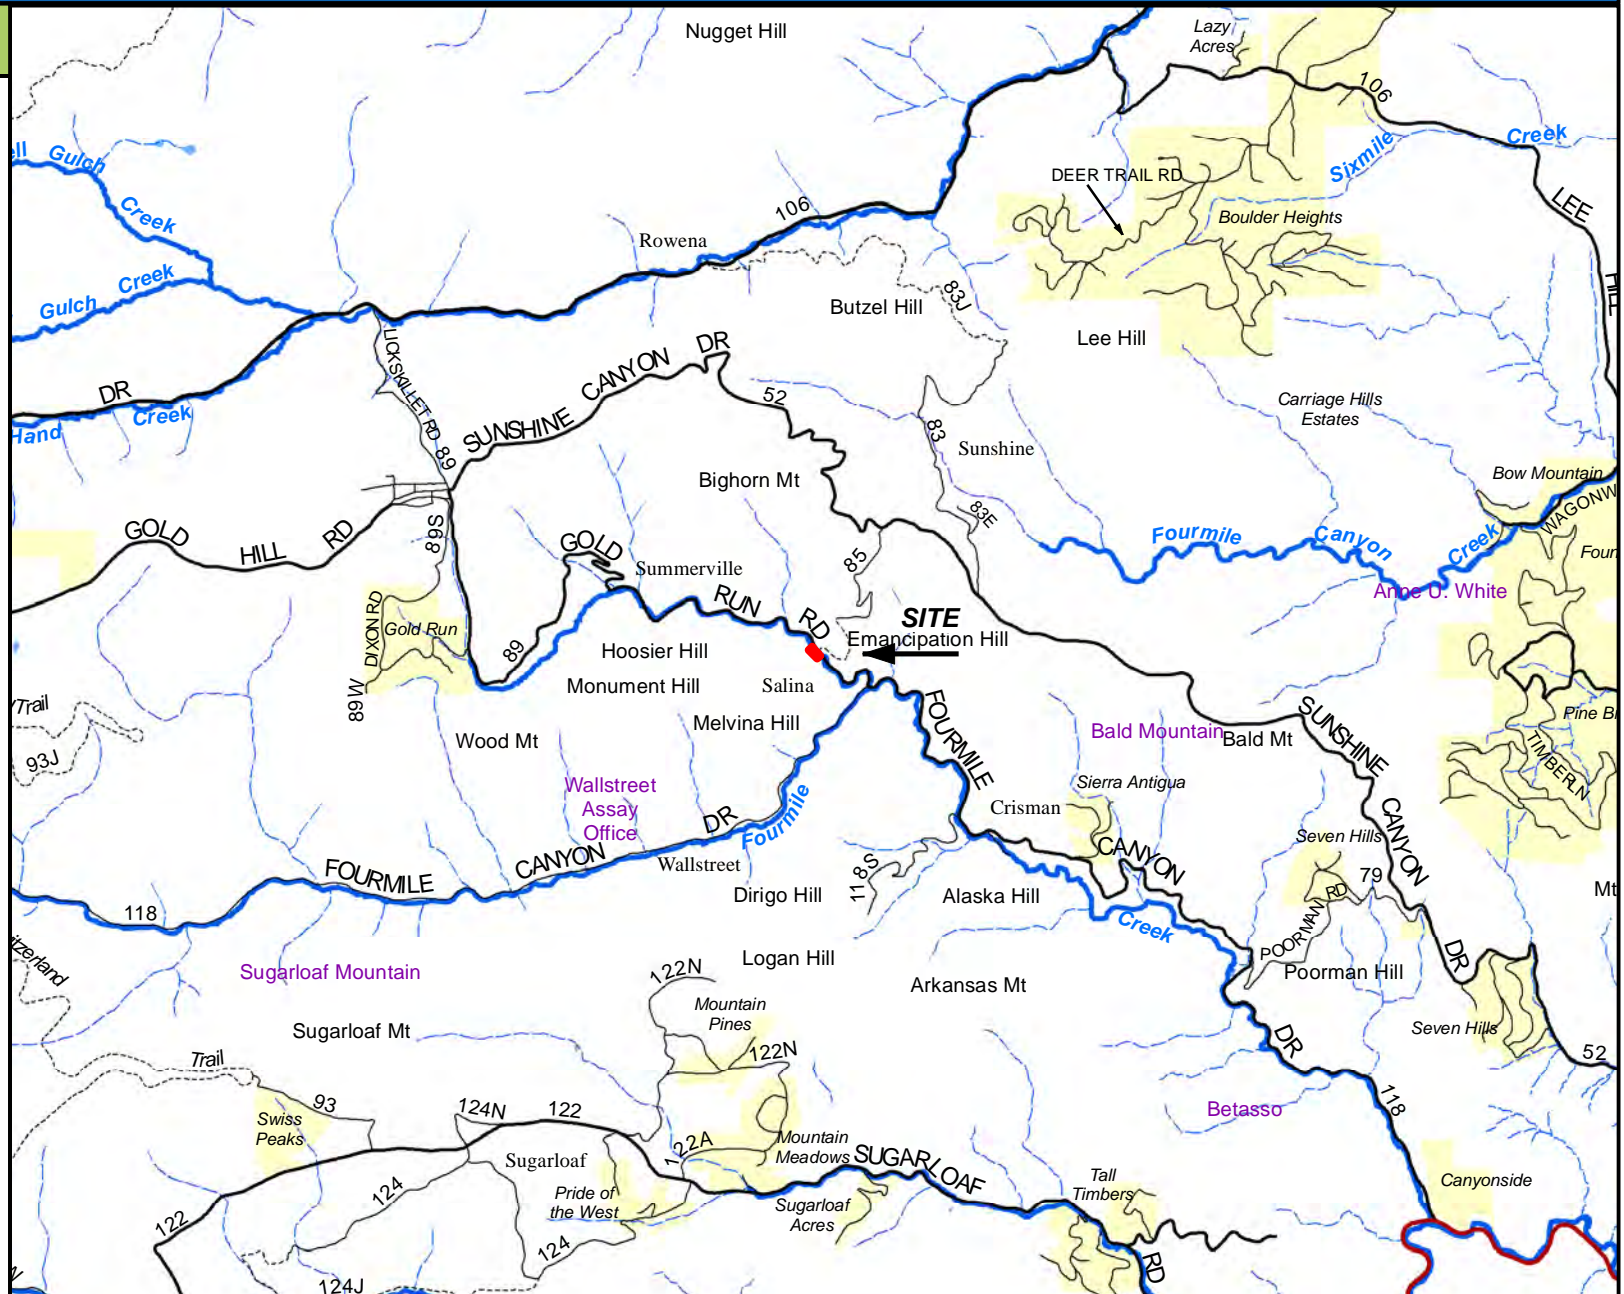 Nugget Hill
Lazy
Acres
106
ell Gulch
Creek
DEER TRAIL RD
Sixmile
Creek
LEE
HILL
Boulder Heights
Creek
106
Rowena
Creek
Gulch
Butzel Hill
83J
Lee Hill
LICKSKILLET RD 89
DR
Hand
Creek
SUNSHINE CANYON DR
52
Carriage Hills
Estates
83
Sunshine
Bighorn Mt
Bow Mountain
WAGONW
83E
GOLD HILL RD
89S
GOLD
RUN
RD
Summerville
85
Fourmile Canyon Creek
Foun
Anne U. White
DIXON RD
Gold Run
89
Hoosier Hill
SITE
Emancipation Hill
89W
Monument Hill
Salina
/Trail
93J
Wood Mt
Melvina Hill
FOURMILE
Bald Mountain
Bald Mt
SUNSHINE
CANYON
DR
Pine B
TIMBERLN
Wallstreet
Assay
Office
Sierra Antigua
Crisman
DR
Fourmile
Seven Hills
FOURMILE
CANYON
Wallstreet
CANYON
79
118
Dirigo Hill
118S
Alaska Hill
Creek
POORMAN RD
Mt
itzerland
Sugarloaf Mountain
Logan Hill
122N
Arkansas Mt
Poorman Hill
Mountain
Pines
Sugarloaf Mt
Seven Hills
DR
Trail
122N
52
93
124N
122
118
Swiss
Peaks
Betasso
122A
Mountain
Meadows
SUGARLOAF
Sugarloaf
Tall
Timbers
Canyonside
124
Pride of
the West
Sugarloaf
Acres
122
124
RD
N
124J